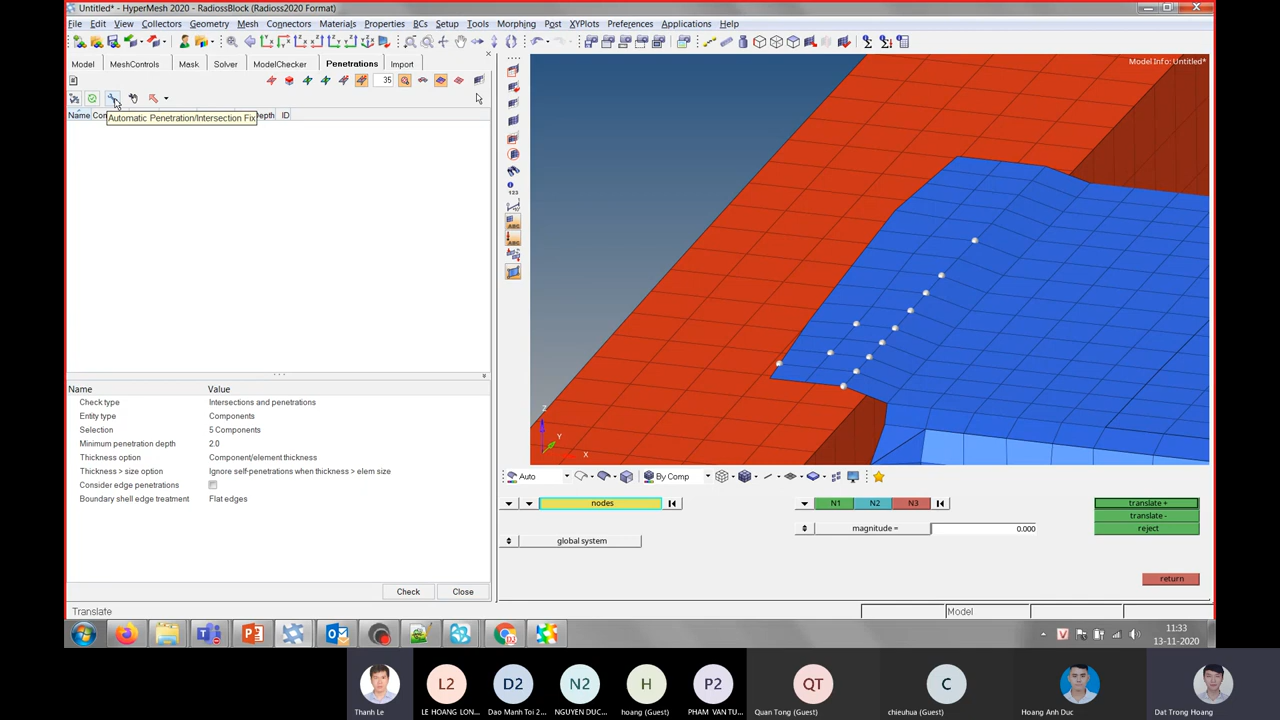 Untitled* - HyperMesh 2020 - RadiossBlock (Radioss2020 Format)
File Edit View Collectors Geometry Mesh Connectors Materials Properties BCs Setup Tools Morphing Post XYPlots Preferences Applications Help
Model MeshControls Mask Solver ModelChecker Penetrations Import
Model Info: Untitled*
35
Automatic Penetration/Intersection Fix
Name Con epth ID
123
ABC
ABC
Z
Y
X
Name Value
Check type Intersections and penetrations
Entity type Components
Selection 5 Components
Minimum penetration depth 2.0
Thickness option Component/element thickness
Thickness > size option Ignore self-penetrations when thickness > elem size
Consider edge penetrations
Boundary shell edge treatment Flat edges
Check Close
Auto By Comp
nodes N1 N2 N3 translate +
translate -
magnitude = 0.000 reject
global system
return
Translate Model
V 11:33
13-11-2020
L2 D2 N2 H P2 QT C
Thanh Le LE HOANG LON... Dao Manh Toi 2... NGUYEN DUC... hoang (Guest) PHAM VAN TU... Quan Tong (Guest) chieuhua (Guest) Hoang Anh Duc Dat Trong Hoang